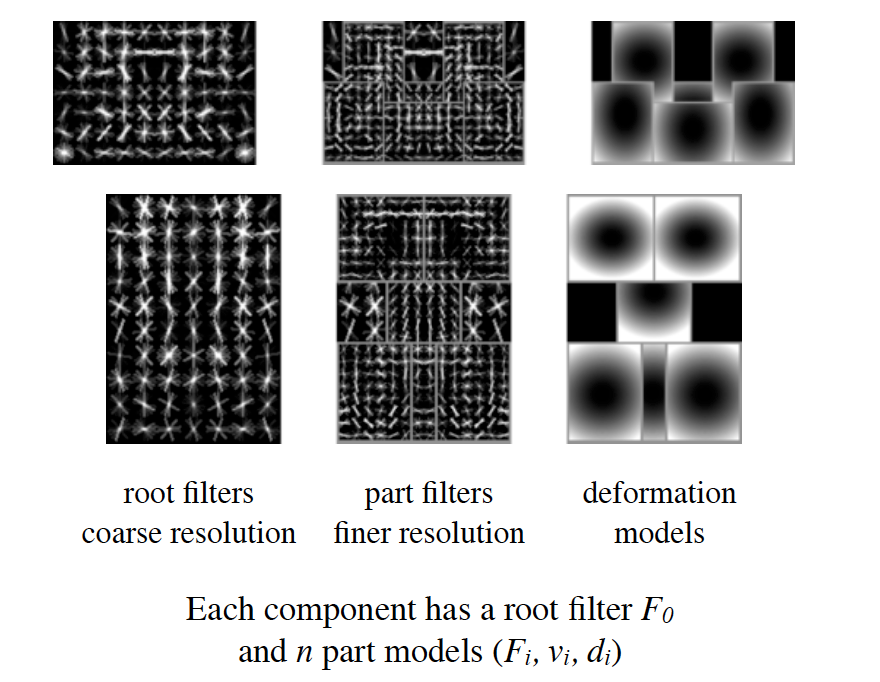 root filters
coarse resolution
part filters
finer resolution
deformation
models
Each component has a root filter F₀
and n part models (Fᵢ, vᵢ, dᵢ)